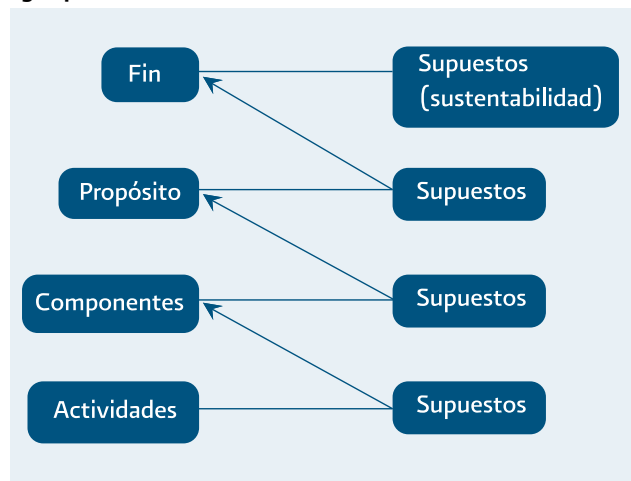 Fin
Supuestos
(sustentabilidad)
Propósito
Supuestos
Componentes
Supuestos
Actividades
Supuestos